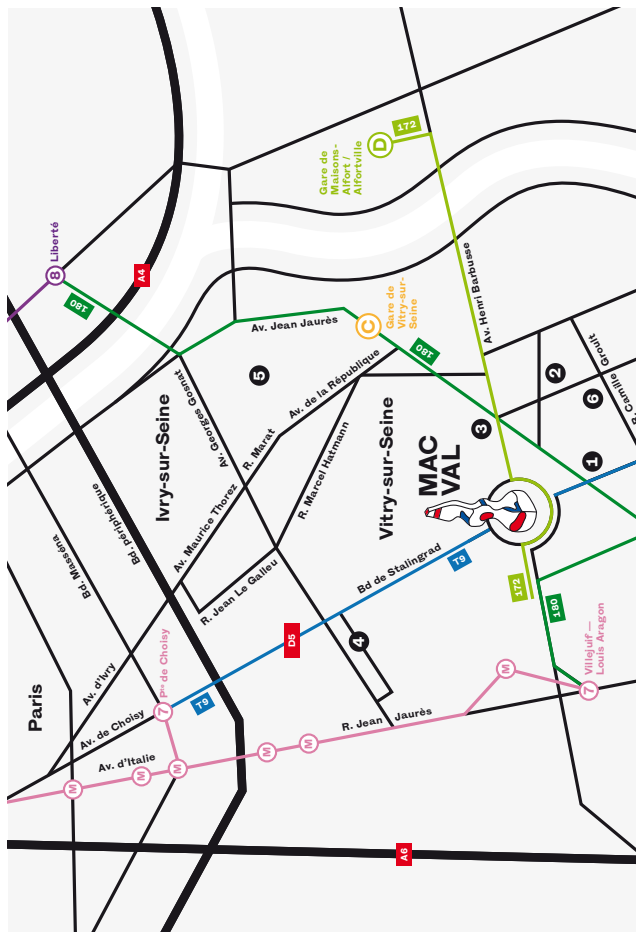 8
Liberté
180
A4
D
172
Gare de
Maisons-
Alfort /
Alfortville
Av. Henri Barbusse
C
Gare de
Vitry-sur-
Seine
Av. Jean Jaurès
180
5
Av. de la République
Av. Georges Gosnat
Ivry-sur-Seine
R. Marat
R. Marcel Hatmann
Av. Maurice Thorez
Vitry-sur-Seine
MAC
VAL
3
2
6
1
R. Camille Groult
Bd. périphérique
Bd. Masséna
R. Jean Le Galleu
Bd de Stalingrad
T9
172
180
D5
4
Villejuif —
Louis Aragon
7
M
Paris
Av. d'Ivry
Av. de Choisy
7
Pte de Choisy
T9
R. Jean Jaurès
Av. d'Italie
M
M
M
M
M
A6